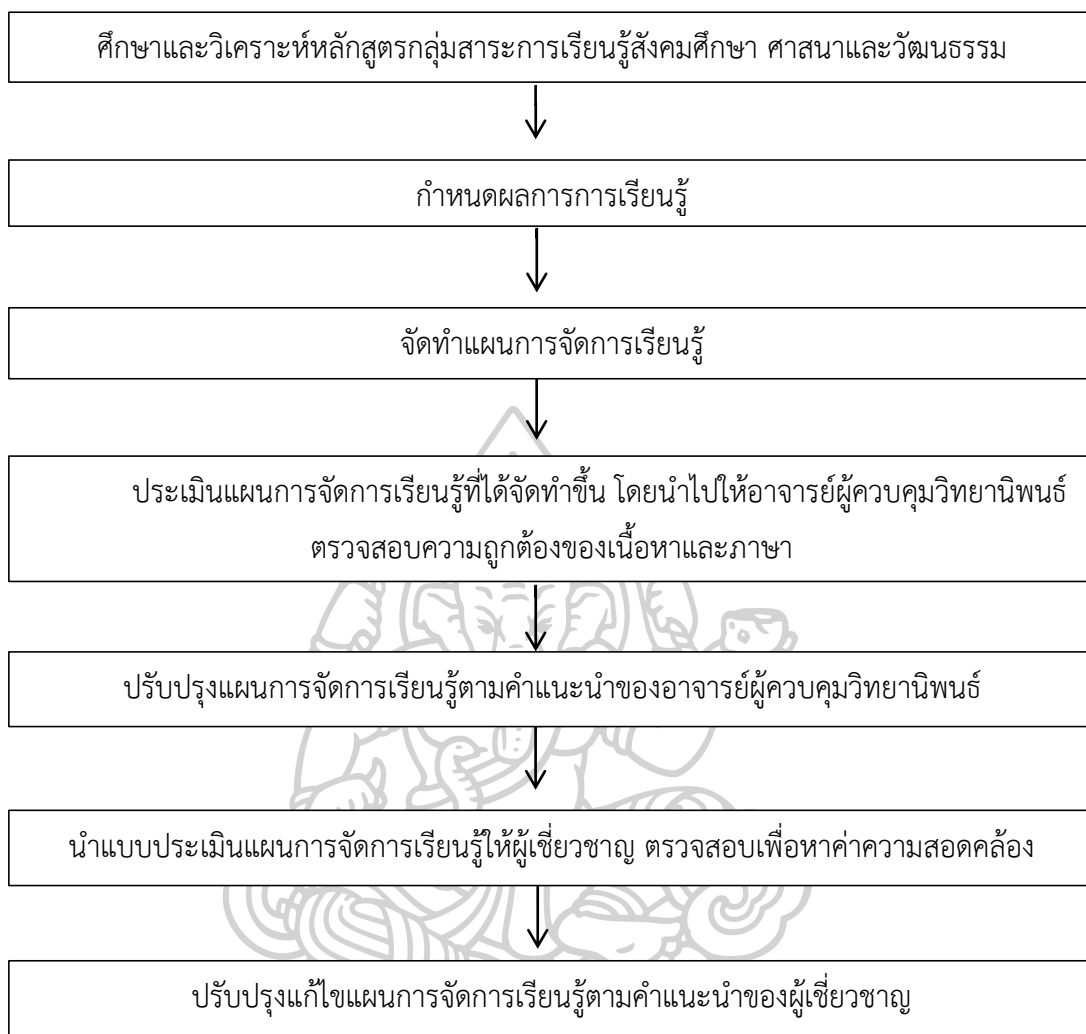 ศึกษาและวิเคราะห์หลักสูตรกลุ่มสาระการเรียนรู้สังคมศึกษา ศาสนาและวัฒนธรรม
กำหนดผลการการเรียนรู้
จัดทำแผนการจัดการเรียนรู้
ประเมินแผนการจัดการเรียนรู้ที่ได้จัดทำขึ้น โดยนำไปให้อาจารย์ผู้ควบคุมวิทยานิพนธ์
ตรวจสอบความถูกต้องของเนื้อหาและภาษา
ปรับปรุงแผนการจัดการเรียนรู้ตามคำแนะนำของอาจารย์ผู้ควบคุมวิทยานิพนธ์
นำแบบประเมินแผนการจัดการเรียนรู้ให้ผู้เชี่ยวชาญ ตรวจสอบเพื่อหาค่าความสอดคล้อง
ปรับปรุงแก้ไขแผนการจัดการเรียนรู้ตามคำแนะนำของผู้เชี่ยวชาญ